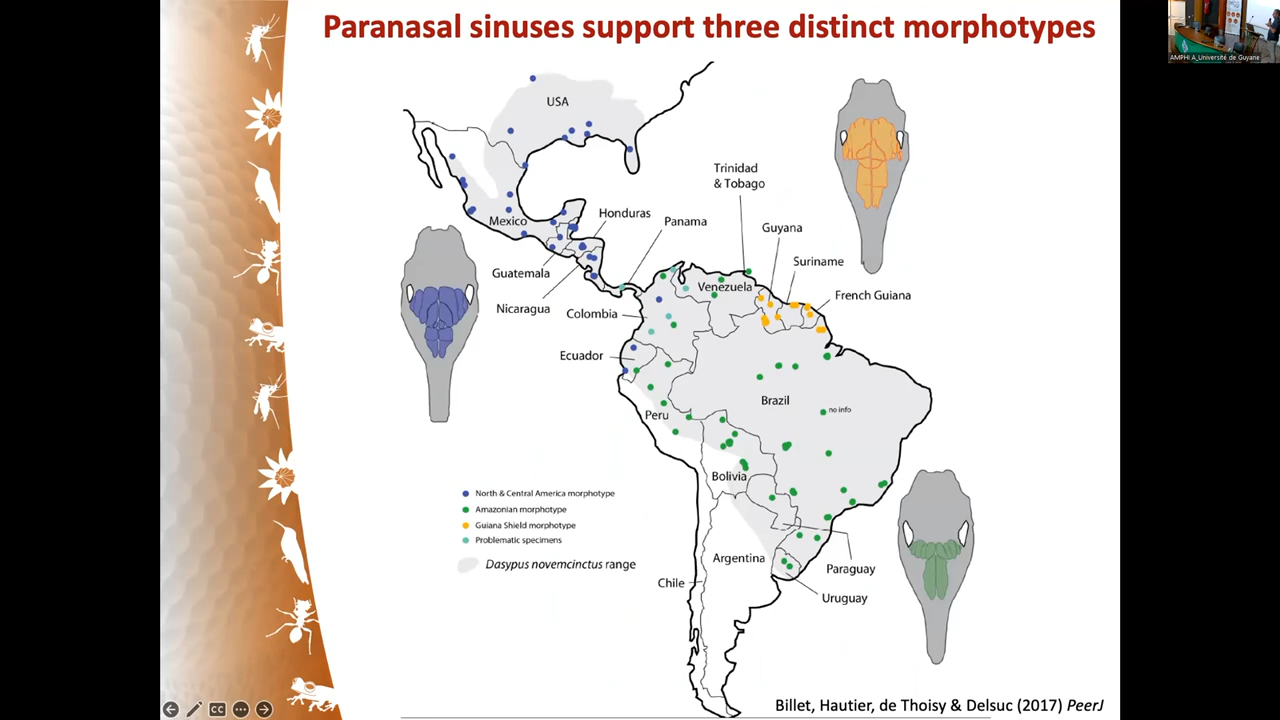 Paranasal sinuses support three distinct morphotypes
AMPHI A_Université de Guyane
USA
Trinidad
& Tobago
Mexico
Honduras
Panama
Guyana
Suriname
Guatemala
Nicaragua
Venezuela
French Guiana
Colombia
Ecuador
Brazil
no info
Peru
Bolivia
North & Central America morphotype
Amazonian morphotype
Guiana Shield morphotype
Problematic specimens
Dasypus novemcinctus range
Argentina
Paraguay
Chile
Uruguay
Billet, Hautier, de Thoisy & Delsuc (2017) PeerJ
CC